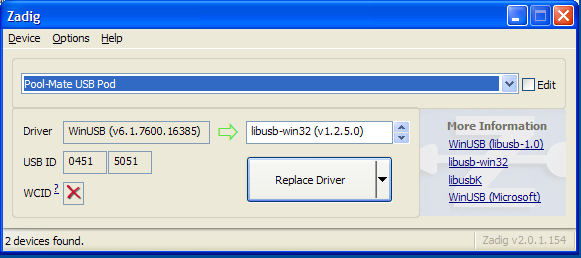 Zadig
Device Options Help
Pool-Mate USB Pod Edit
Driver WinUSB (v6.1.7600.16385) libusb-win32 (v1.2.5.0)
USB ID 0451 5051
WCID ?
Replace Driver
More Information
WinUSB (libusb-1.0)
libusb-win32
libusbK
WinUSB (Microsoft)
2 devices found. Zadig v2.0.1.154